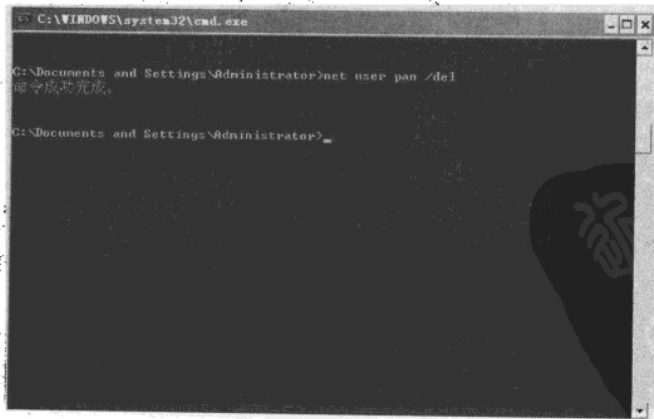 C:\WINDOWS\system32\cmd.exe
C:\Documents and Settings\Administrator>net user pan /del
命令成功完成。
C:\Documents and Settings\Administrator>_